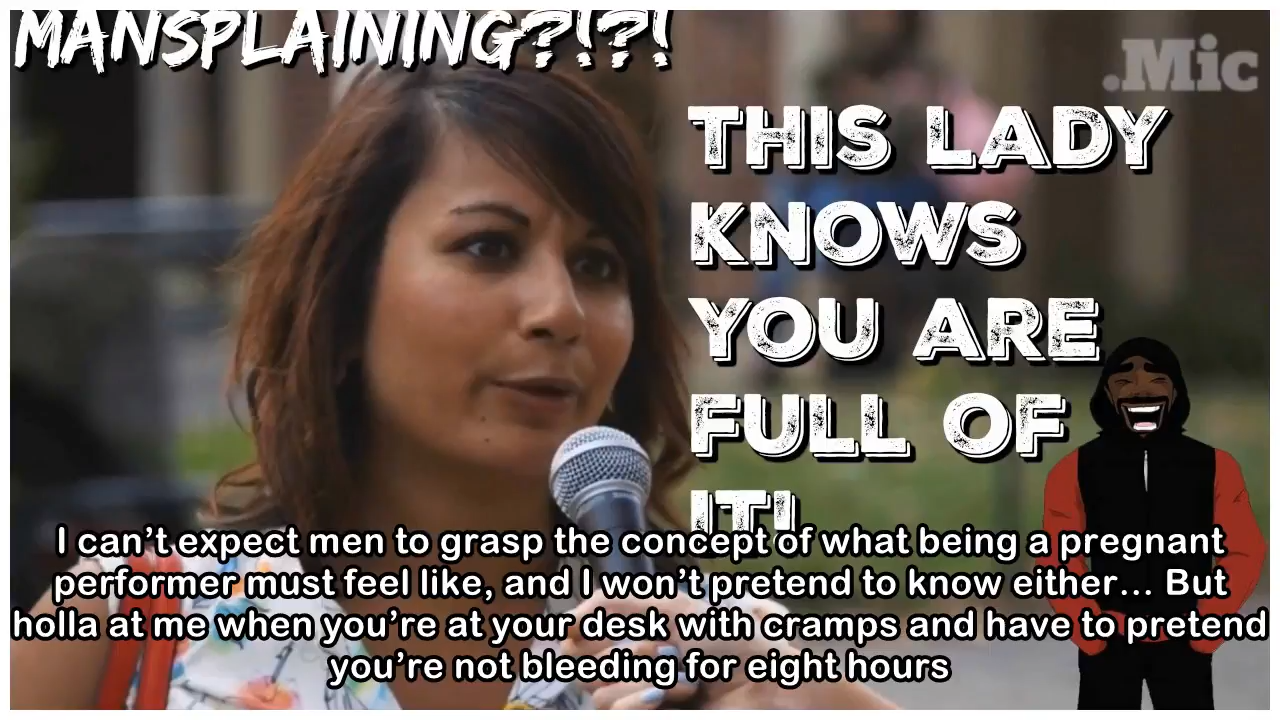 MANSPLAINING?!?!
.Mic
THIS LADY
KNOWS
YOU ARE
FULL OF
IT!
I can't expect men to grasp the concept of what being a pregnant
performer must feel like, and I won't pretend to know either... But
holla at me when you're at your desk with cramps and have to pretend
you're not bleeding for eight hours